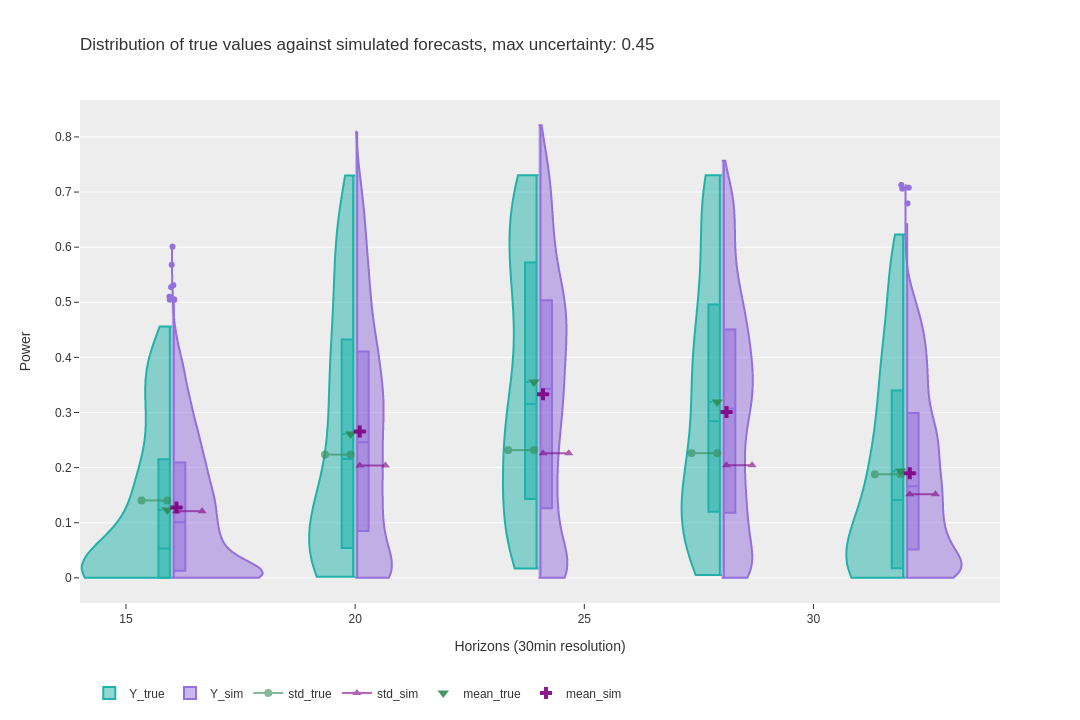 Distribution of true values against simulated forecasts, max uncertainty: 0.45
0.8
0.7
0.6
0.5
0.4
0.3
0.2
0.1
0
Power
15
20
25
30
Horizons (30min resolution)
Y_true
Y_sim
std_true
std_sim
mean_true
mean_sim